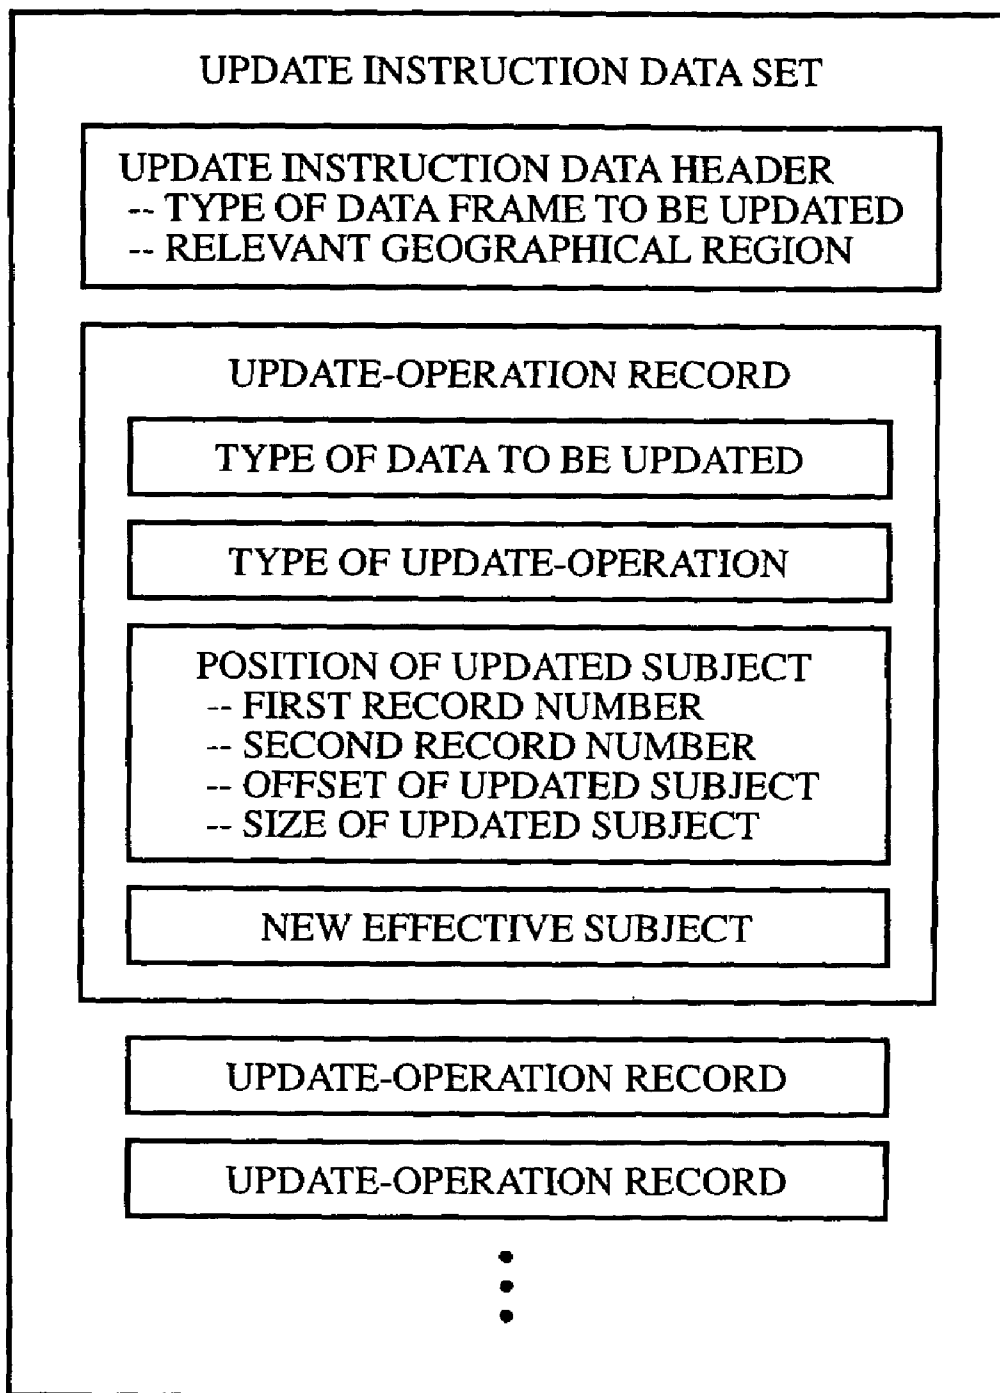 UPDATE INSTRUCTION DATA SET
UPDATE INSTRUCTION DATA HEADER
-- TYPE OF DATA FRAME TO BE UPDATED
-- RELEVANT GEOGRAPHICAL REGION
UPDATE-OPERATION RECORD
TYPE OF DATA TO BE UPDATED
TYPE OF UPDATE-OPERATION
POSITION OF UPDATED SUBJECT
-- FIRST RECORD NUMBER
-- SECOND RECORD NUMBER
-- OFFSET OF UPDATED SUBJECT
-- SIZE OF UPDATED SUBJECT
NEW EFFECTIVE SUBJECT
UPDATE-OPERATION RECORD
UPDATE-OPERATION RECORD